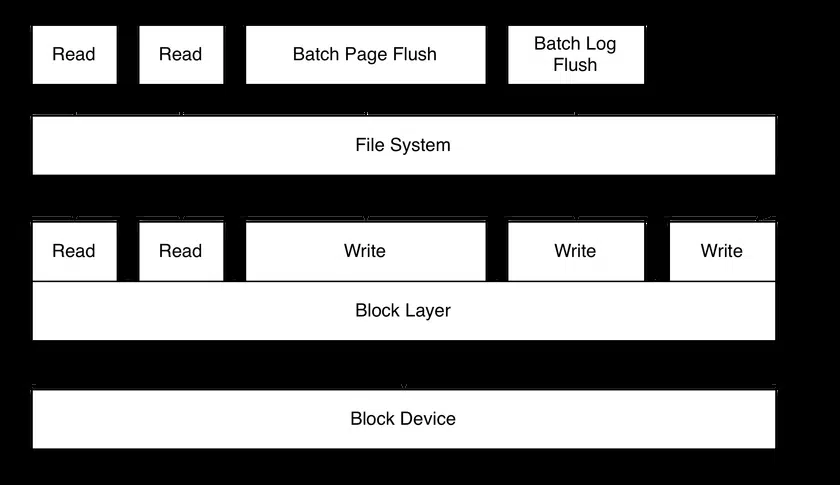 Read
Read
Batch Page Flush
Batch Log
Flush
File System
Read
Read
Write
Write
Write
Block Layer
Block Device